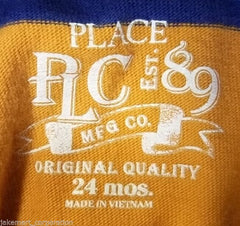 PLACE
PLC EST. 89
MFG CO.
ORIGINAL QUALITY
24 mos.
MADE IN VIETNAM